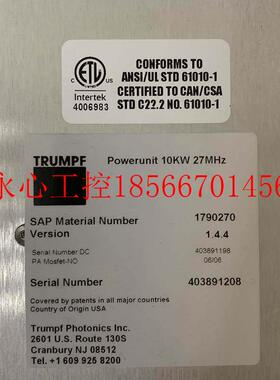 CONFORMS TO
ANSI/UL STD 61010-1
CERTIFIED TO CAN/CSA
STD C22.2 NO. 61010-1
ETL
C
US
LISTED
Intertek
4006983
TRUMPF
Powerunit 10KW 27MHz
永心工控18566701456
SAP Material Number 1790270
Version 1.4.4
Serial Number DC 403891198
PA Mosfet-NO 06/06
Serial Number 403891208
Covered by patents in all major countries
Country of Origin USA
Trumpf Photonics Inc.
2601 U.S. Route 130S
Cranbury NJ 08512
Tel. +1 609 925 8200